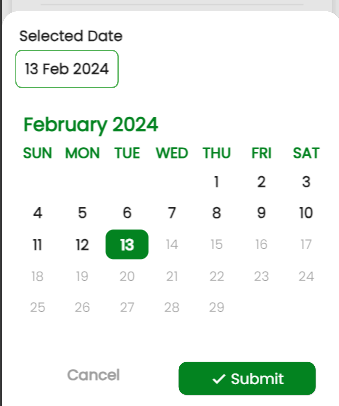 Selected Date
13 Feb 2024
February 2024
SUN MON TUE WED THU FRI SAT
1 2 3
4 5 6 7 8 9 10
11 12 13 14 15 16 17
18 19 20 21 22 23 24
25 26 27 28 29
Cancel ✓ Submit